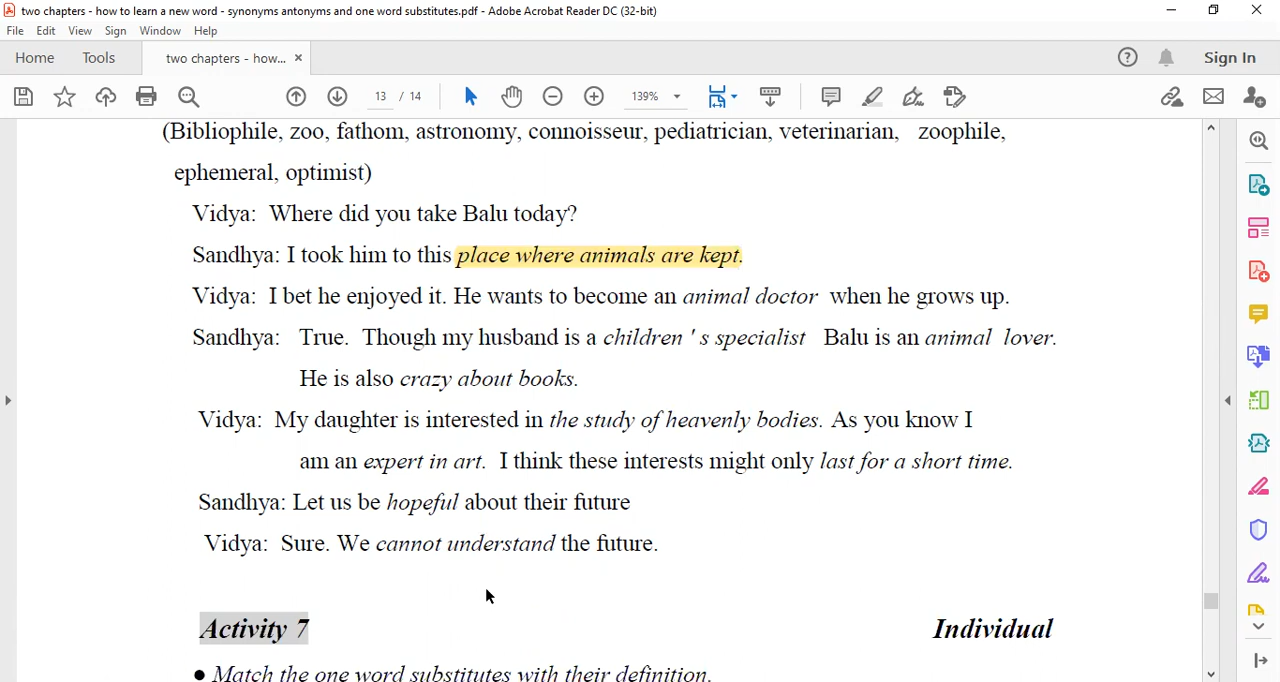 two chapters - how to learn a new word - synonyms antonyms and one word substitutes.pdf - Adobe Acrobat Reader DC (32-bit)
File Edit View Sign Window Help
Home Tools two chapters - how... × Sign In
13 / 14 139%
(Bibliophile, zoo, fathom, astronomy, connoisseur, pediatrician, veterinarian, zoophile,
ephemeral, optimist)
Vidya: Where did you take Balu today?
Sandhya: I took him to this place where animals are kept.
Vidya: I bet he enjoyed it. He wants to become an animal doctor when he grows up.
Sandhya: True. Though my husband is a children ' s specialist Balu is an animal lover.
He is also crazy about books.
Vidya: My daughter is interested in the study of heavenly bodies. As you know I
am an expert in art. I think these interests might only last for a short time.
Sandhya: Let us be hopeful about their future
Vidya: Sure. We cannot understand the future.
Activity 7 Individual
● Match the one word substitutes with their definition.